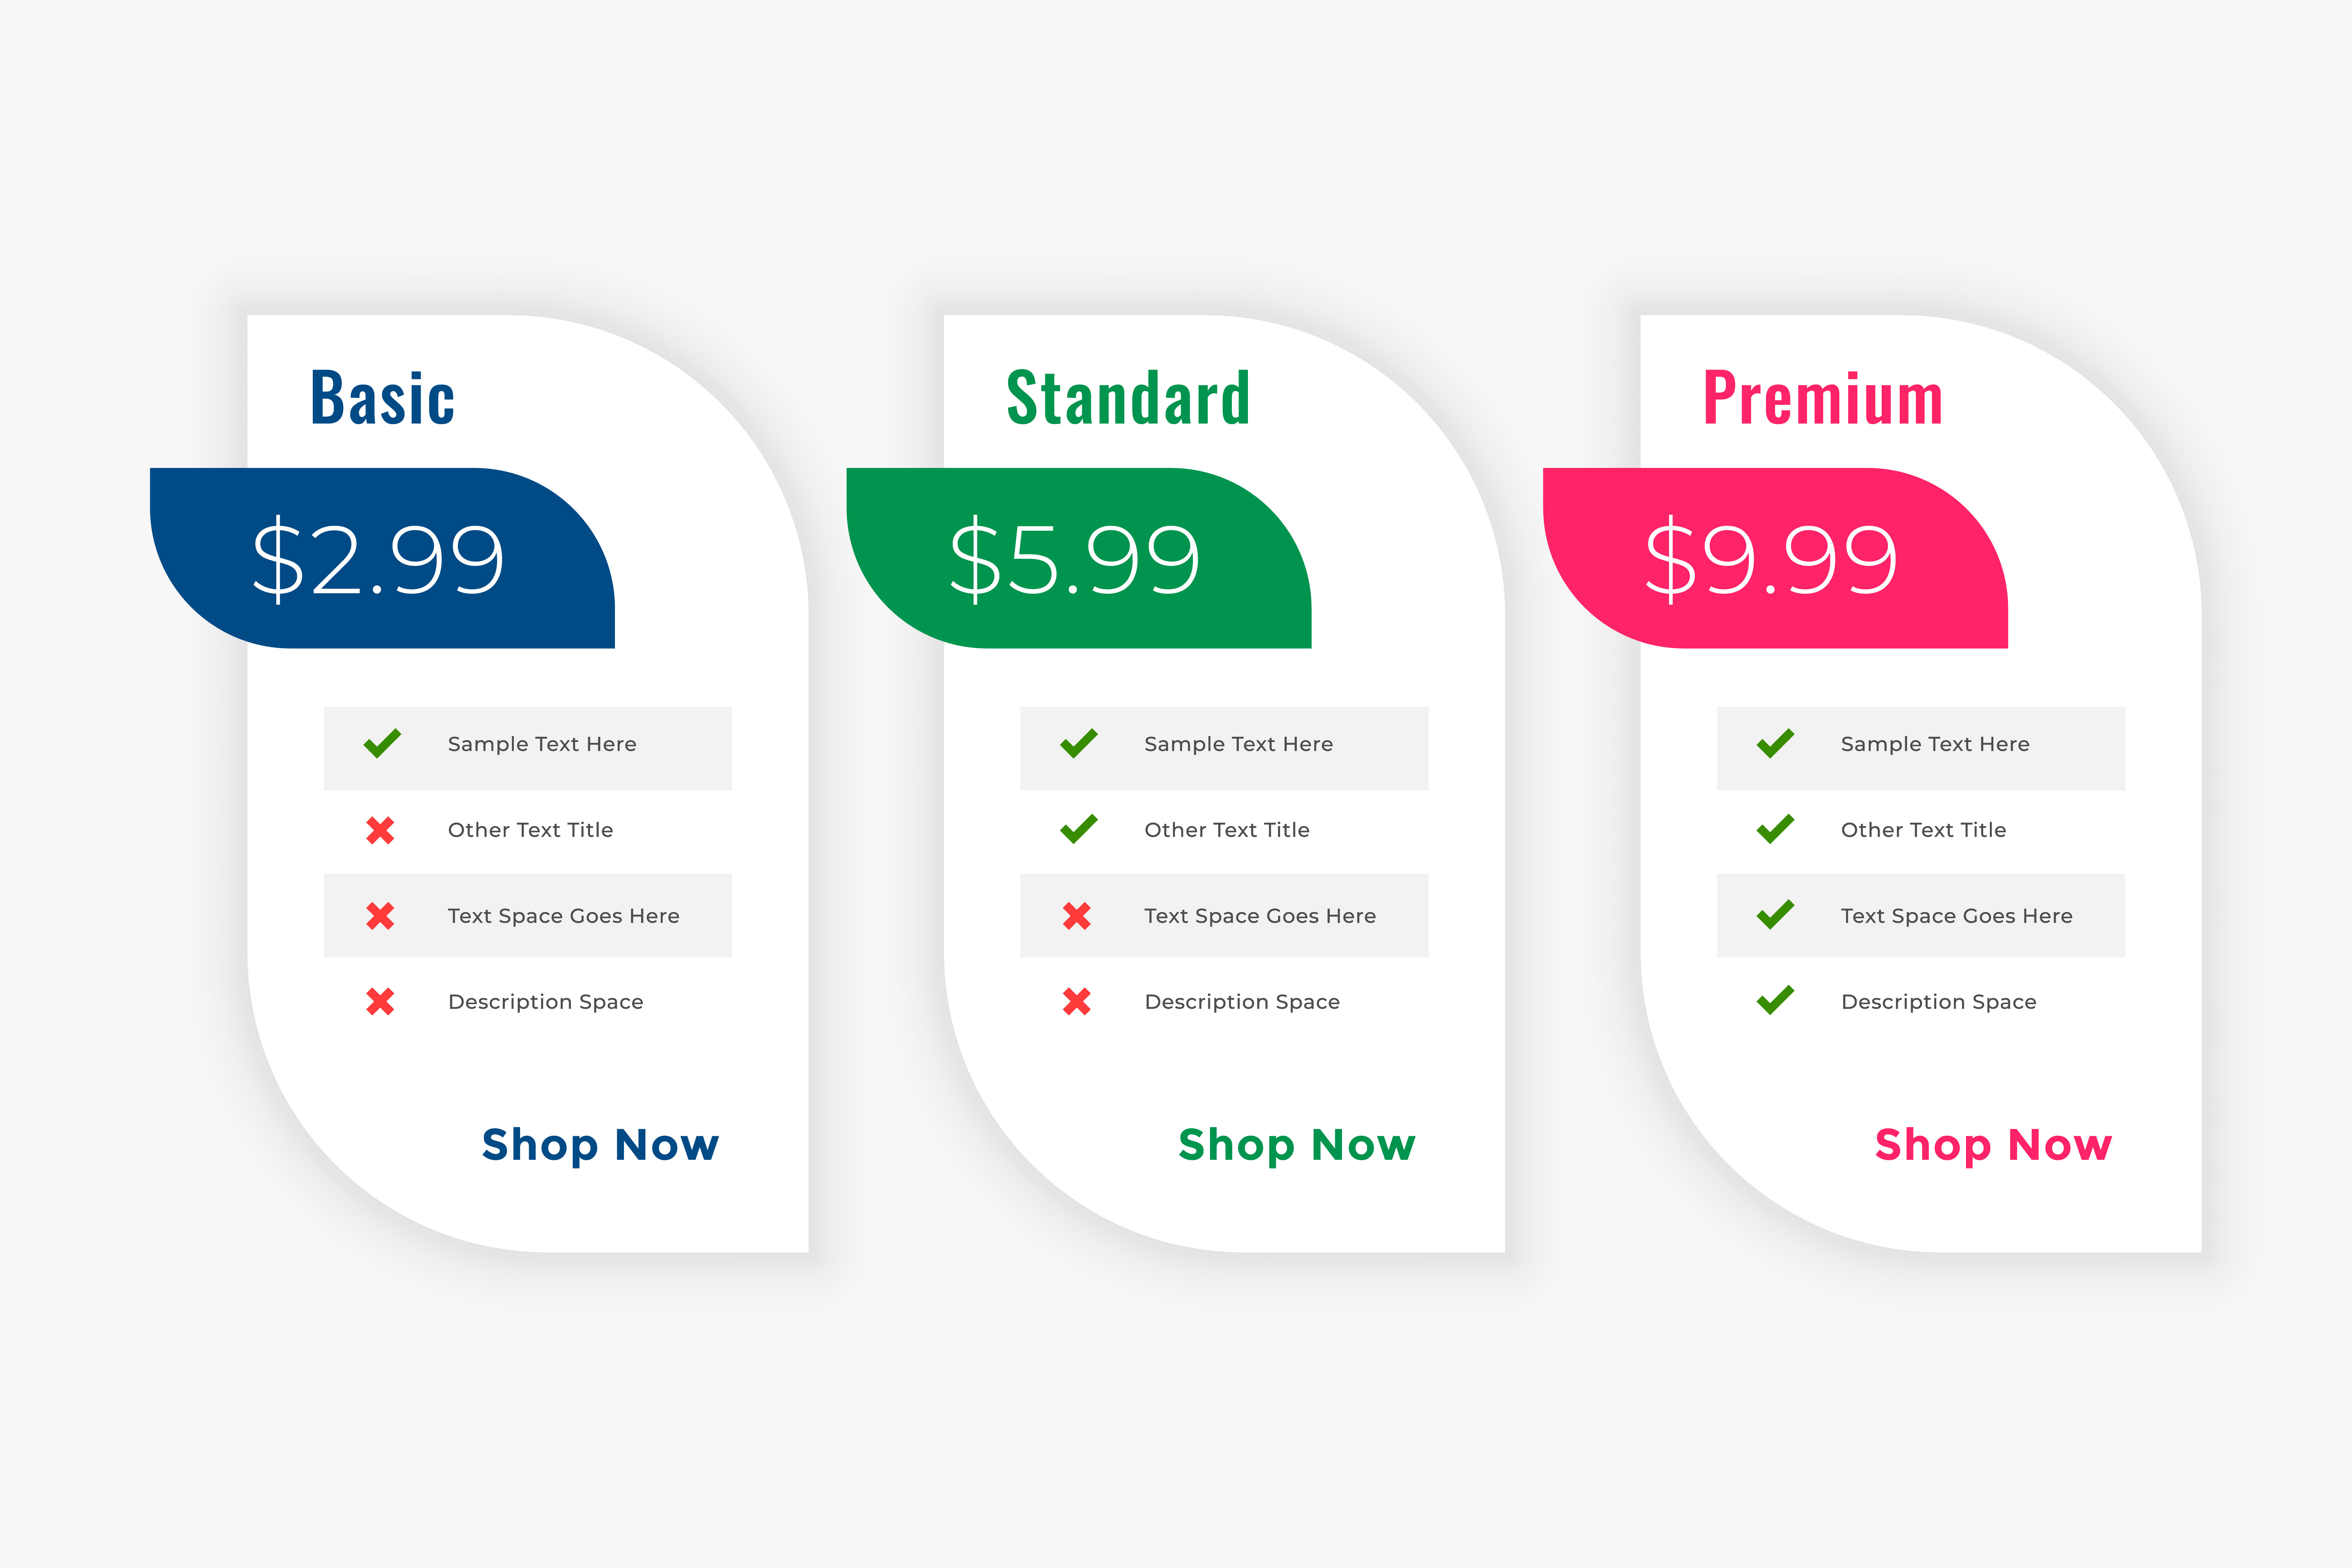 Basic
$2.99
Sample Text Here
Other Text Title
Text Space Goes Here
Description Space
Shop Now
Standard
$5.99
Sample Text Here
Other Text Title
Text Space Goes Here
Description Space
Shop Now
Premium
$9.99
Sample Text Here
Other Text Title
Text Space Goes Here
Description Space
Shop Now